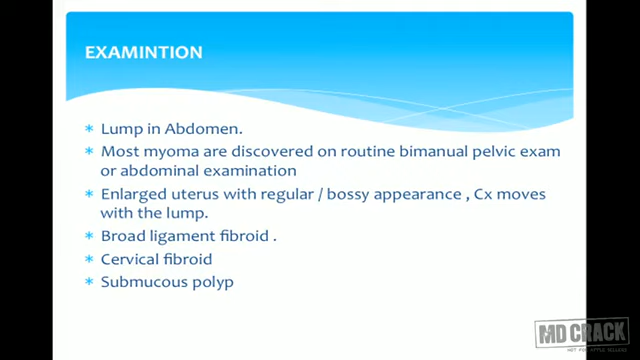 EXAMINTION
* Lump in Abdomen.
* Most myoma are discovered on routine bimanual pelvic exam
or abdominal examination
* Enlarged uterus with regular / bossy appearance , Cx moves
with the lump.
* Broad ligament fibroid .
* Cervical fibroid
* Submucous polyp
MD CRACK